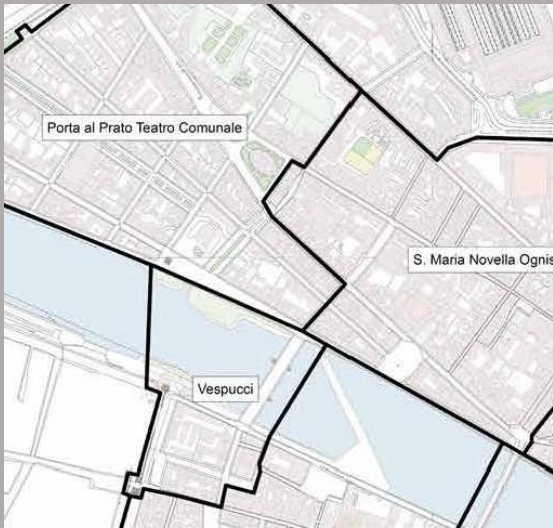 Porta al Prato Teatro Comunale
S. Maria Novella Ognis
Vespucci